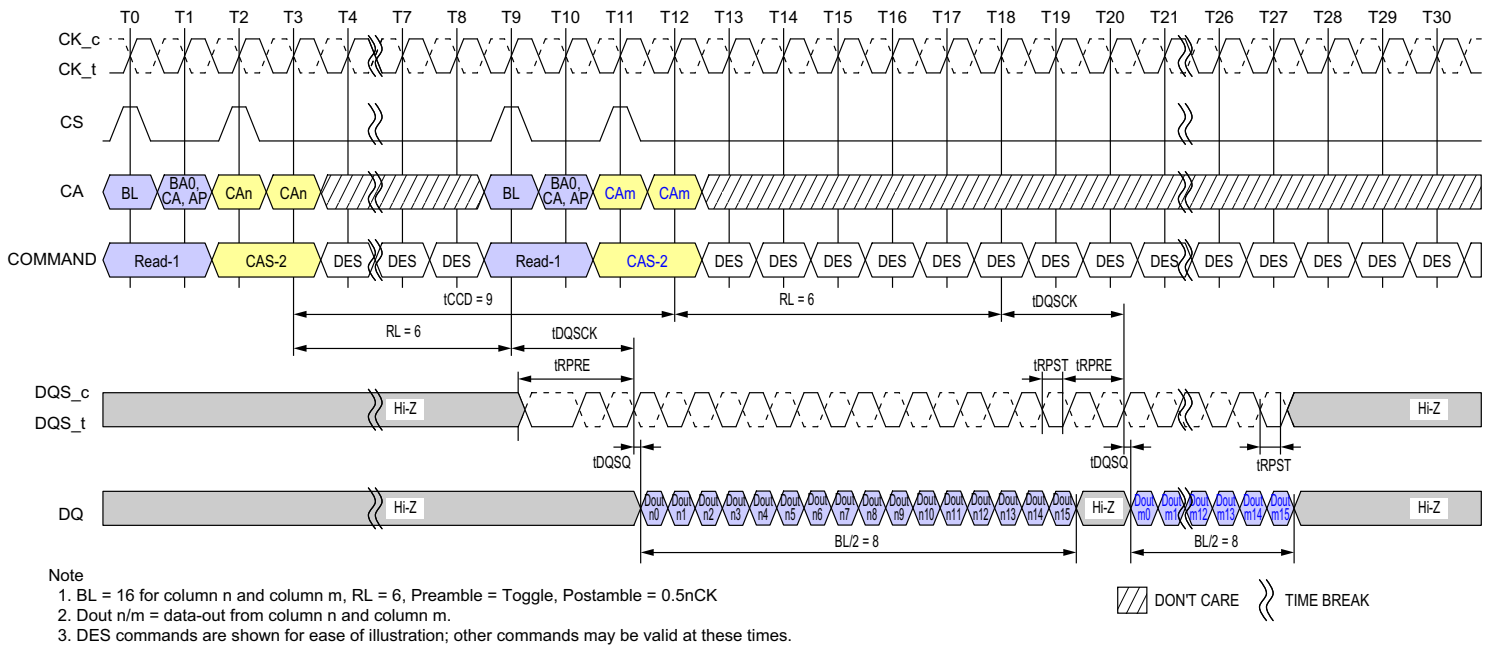 T0 T1 T2 T3 T4 T7 T8 T9 T10 T11 T12 T13 T14 T15 T16 T17 T18 T19 T20 T21 T26 T27 T28 T29 T30
CK_c
CK_t
CS
CA BL BA0, CA, AP CAn CAn BL BA0, CA, AP CAm CAm
COMMAND Read-1 CAS-2 DES DES DES Read-1 CAS-2 DES DES DES DES DES DES DES DES DES DES DES DES DES DES
tCCD = 9 RL = 6 tDQSCK
RL = 6 tDQSCK
tRPRE tRPST tRPRE
DQS_c
DQS_t
Hi-Z Hi-Z
tDQSQ tDQSQ tRPST
DQ Hi-Z Dout n0 Dout n1 Dout n2 Dout n3 Dout n4 Dout n5 Dout n6 Dout n7 Dout n8 Dout n9 Dout n10 Dout n11 Dout n12 Dout n13 Dout n14 Dout n15 Hi-Z Dout m0 Dout m1 Dout m12 Dout m13 Dout m14 Dout m15 Hi-Z
BL/2 = 8 BL/2 = 8
Note
1. BL = 16 for column n and column m, RL = 6, Preamble = Toggle, Postamble = 0.5nCK
2. Dout n/m = data-out from column n and column m.
3. DES commands are shown for ease of illustration; other commands may be valid at these times.
DON'T CARE TIME BREAK